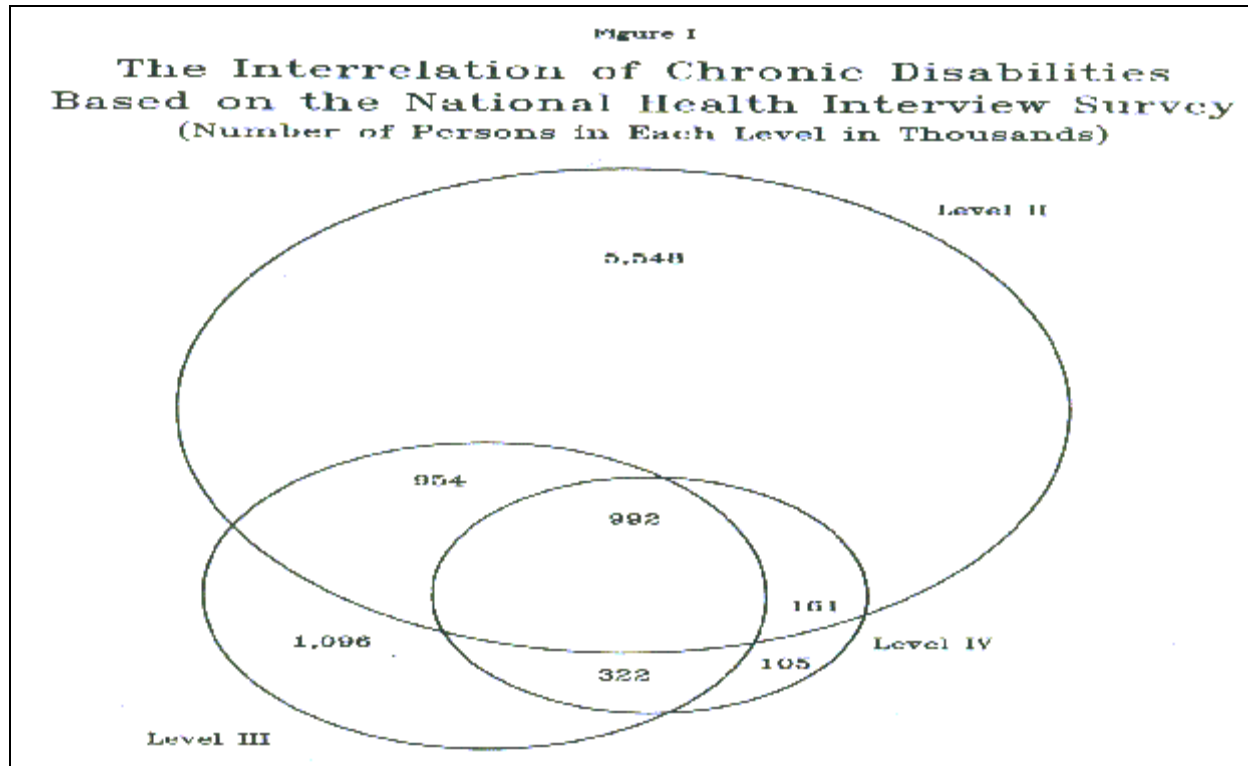 Figure I
The Interrelation of Chronic Disabilities
Based on the National Health Interview Survey
(Number of Persons in Each Level in Thousands)
Level II
5,548
954
992
161
1,096
Level IV
105
322
Level III